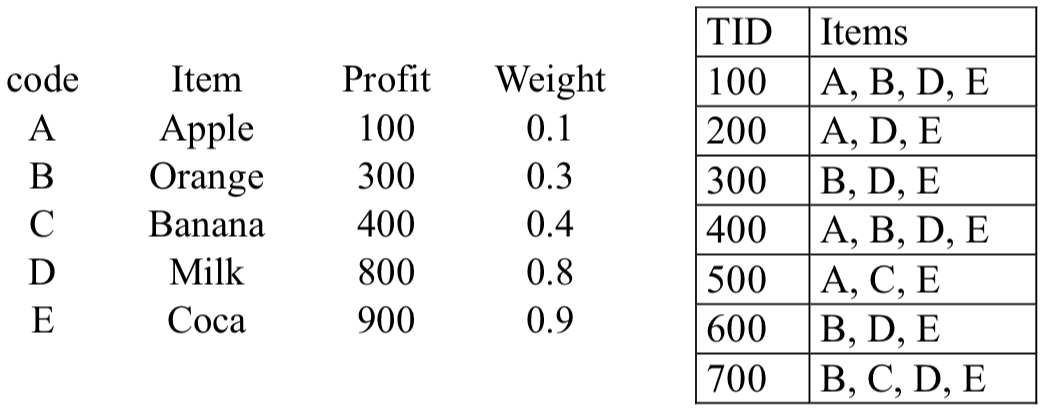 code Item Profit Weight
A Apple 100 0.1
B Orange 300 0.3
C Banana 400 0.4
D Milk 800 0.8
E Coca 900 0.9
TID Items
100 A, B, D, E
200 A, D, E
300 B, D, E
400 A, B, D, E
500 A, C, E
600 B, D, E
700 B, C, D, E